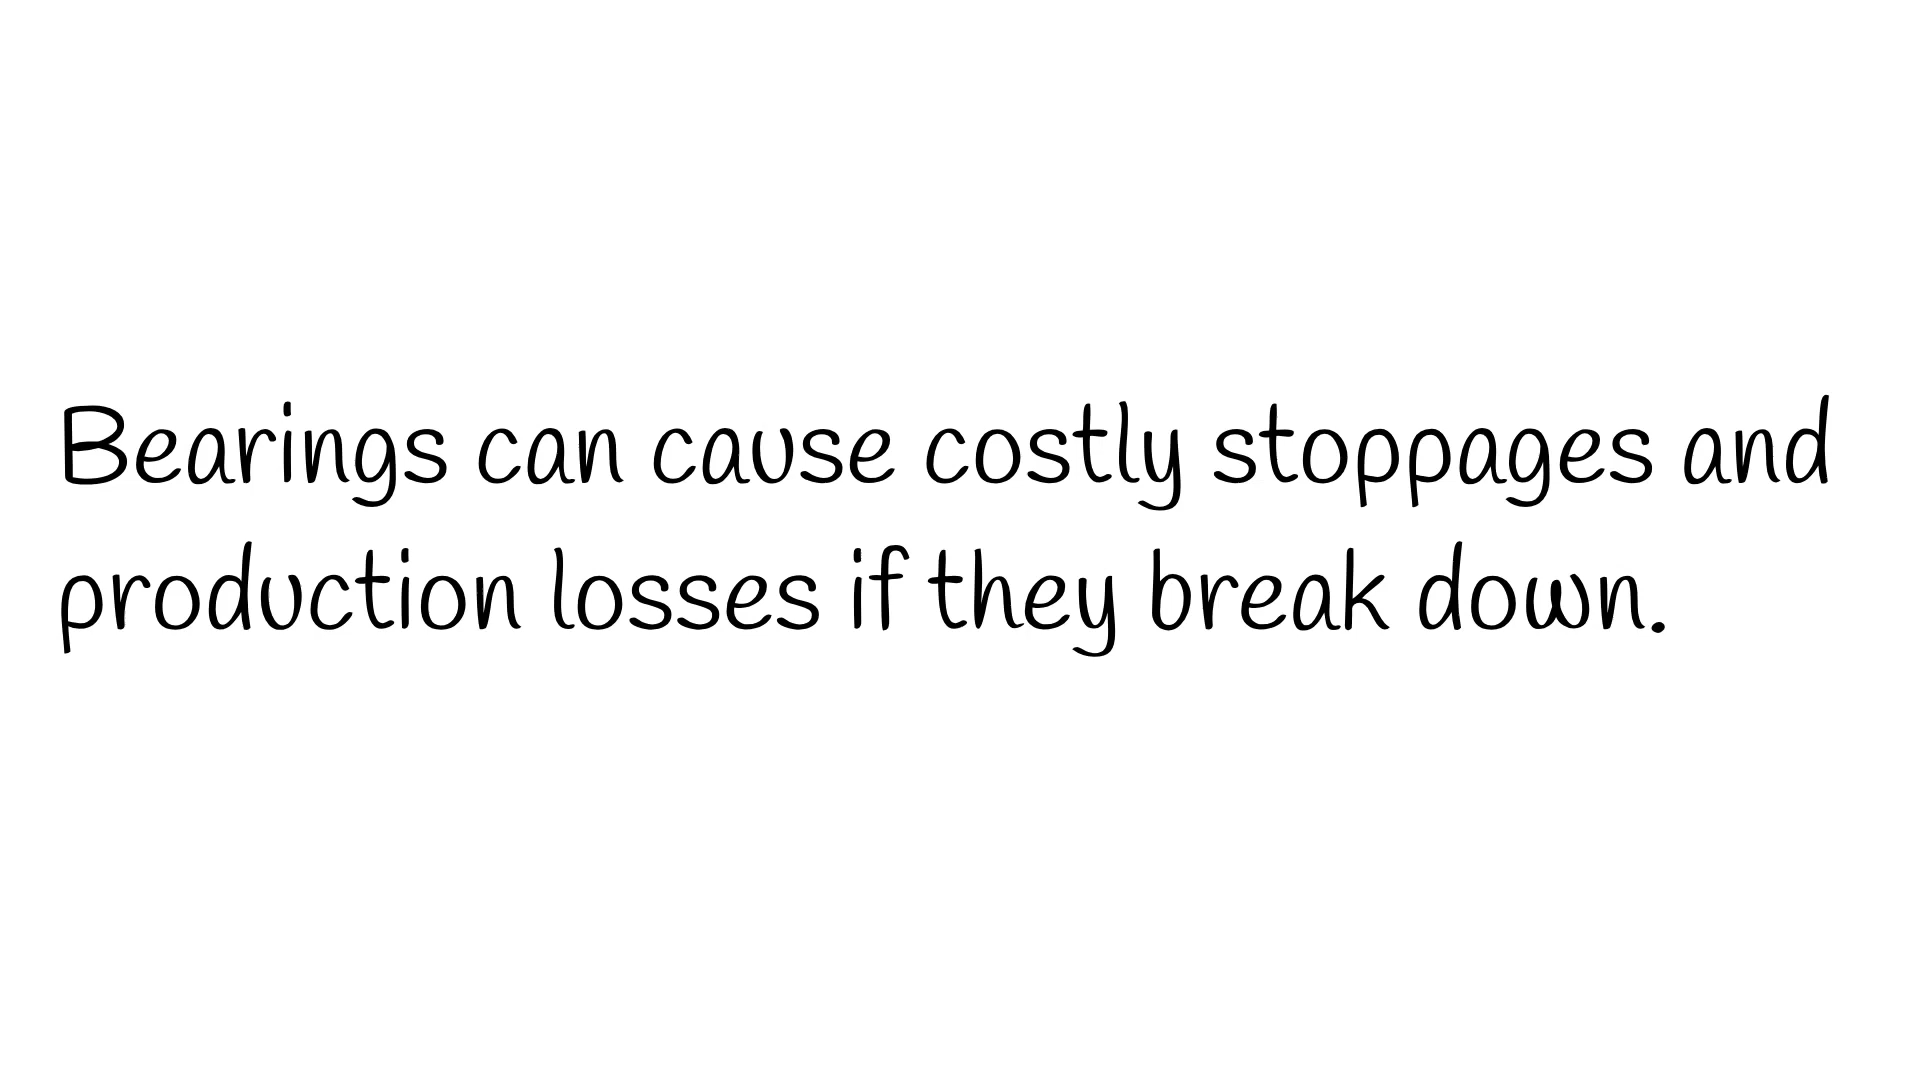 Bearings can cause costly stoppages and
production losses if they break down.